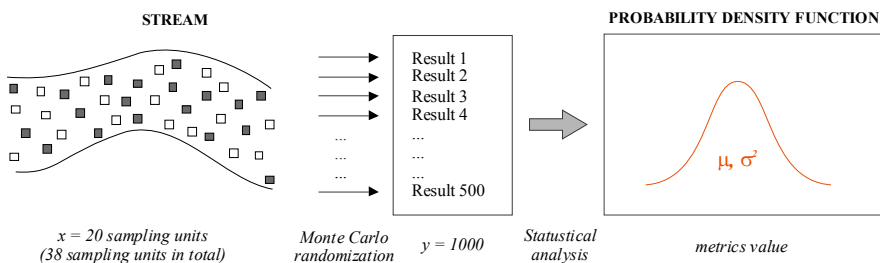 STREAM
PROBABILITY DENSITY FUNCTION
Result 1
Result 2
Result 3
Result 4
... ...
... ...
... ...
Result 500
μ, σ²
x = 20 sampling units
(38 sampling units in total)
Monte Carlo
randomization
y = 1000
Statustical
analysis
metrics value